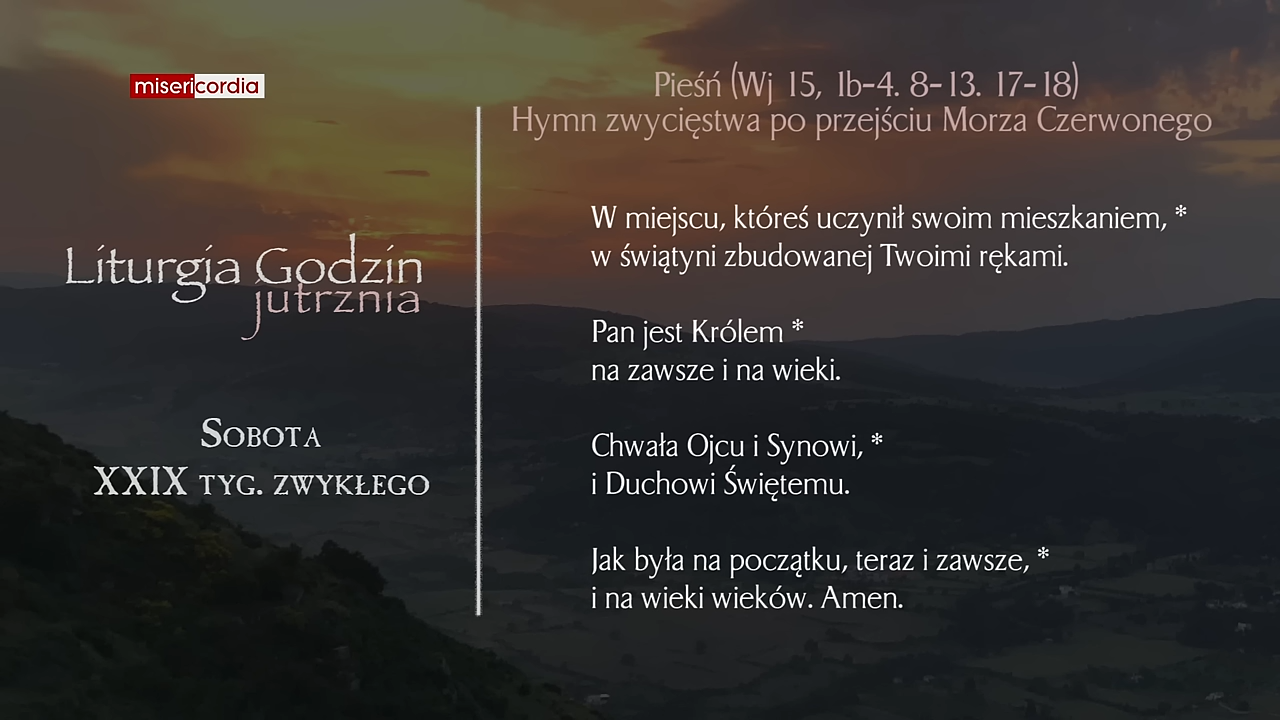 misericordia
Liturgia Godzin
jutrznia
Sobota
XXIX tyg. zwykłego
Pieśń (Wj 15, 1b-4. 8-13. 17-18)
Hymn zwycięstwa po przejściu Morza Czerwonego
W miejscu, któreś uczynił swoim mieszkaniem, *
w świątyni zbudowanej Twoimi rękami.
Pan jest Królem *
na zawsze i na wieki.
Chwała Ojcu i Synowi, *
i Duchowi Świętemu.
Jak była na początku, teraz i zawsze, *
i na wieki wieków. Amen.